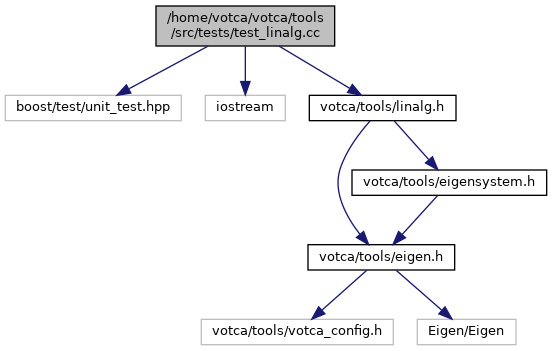 /home/votca/votca/tools
/src/tests/test_linalg.cc
boost/test/unit_test.hpp
iostream
votca/tools/linalg.h
votca/tools/eigensystem.h
votca/tools/eigen.h
votca/tools/votca_config.h
Eigen/Eigen